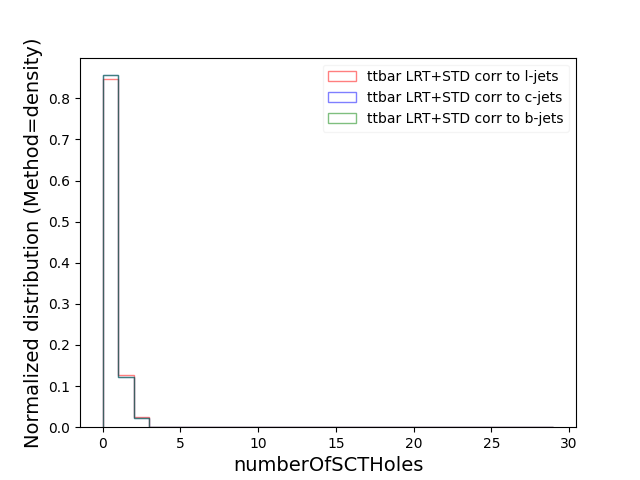 ttbar LRT+STD corr to l-jets
ttbar LRT+STD corr to c-jets
ttbar LRT+STD corr to b-jets
Normalized distribution (Method=density)
0.8
0.7
0.6
0.5
0.4
0.3
0.2
0.1
0.0
0 5 10 15 20 25 30
numberOfSCTHoles